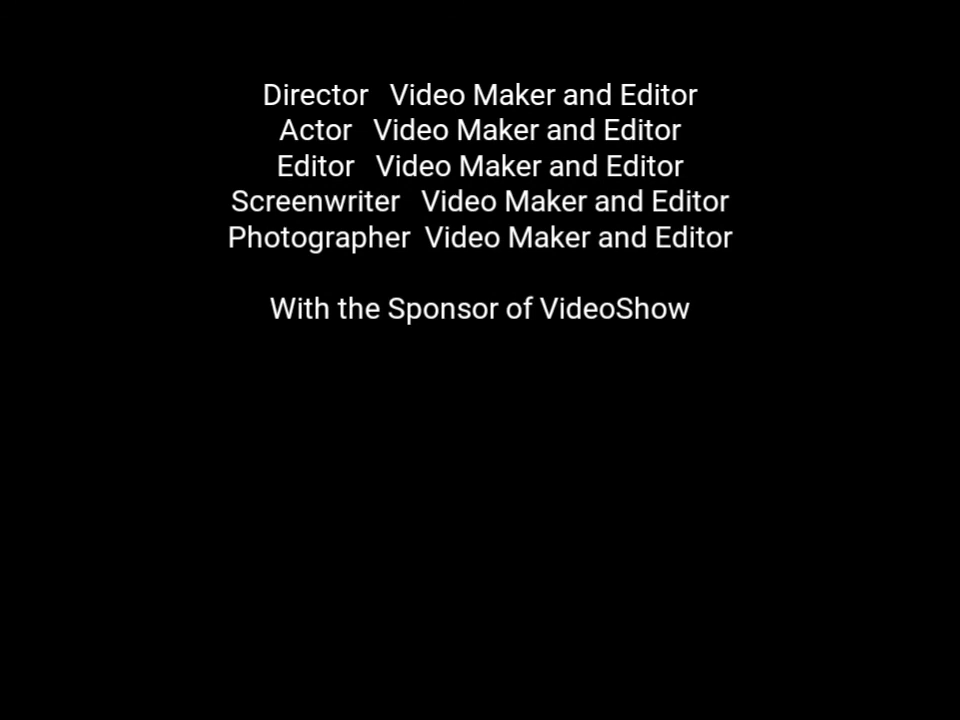 Director Video Maker and Editor
Actor Video Maker and Editor
Editor Video Maker and Editor
Screenwriter Video Maker and Editor
Photographer Video Maker and Editor
With the Sponsor of VideoShow